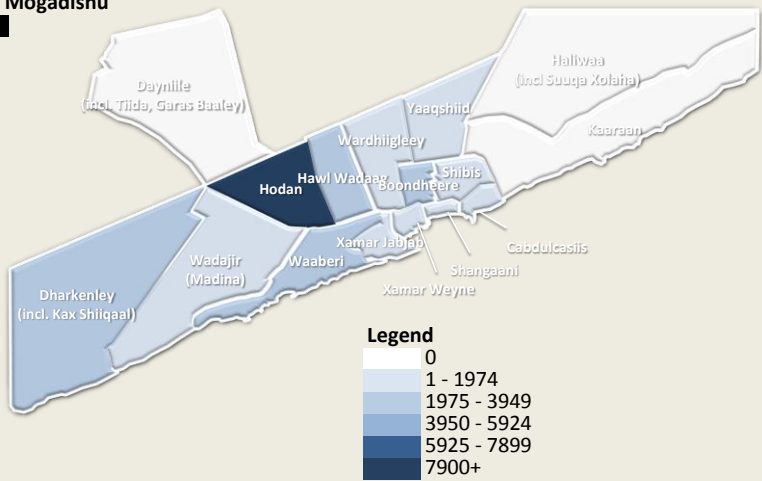 Mogadishu
Dayniile
(incl. Tiida, Garas Baaley)
Haliwaa
(incl Suuqa Xolaha)
Yaaqshiid
Kaaraan
Wardhiigleey
Hawl Wadaag
Hodan
Boondheere
Shibis
Xamar Jabjab
Cabdulcasiis
Wadajir
(Madina)
Waaberi
Shangaani
Xamar Weyne
Dharkenley
(incl. Kax Shiiqaal)
Legend
0
1 - 1974
1975 - 3949
3950 - 5924
5925 - 7899
7900+